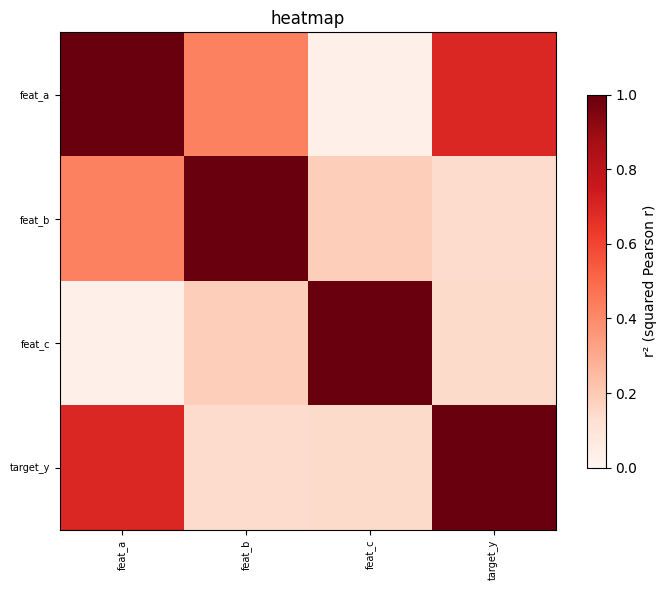 heatmap
feat_a
feat_b
feat_c
target_y
feat_a
feat_b
feat_c
target_y
1.0
0.8
0.6
0.4
0.2
0.0
r² (squared Pearson r)